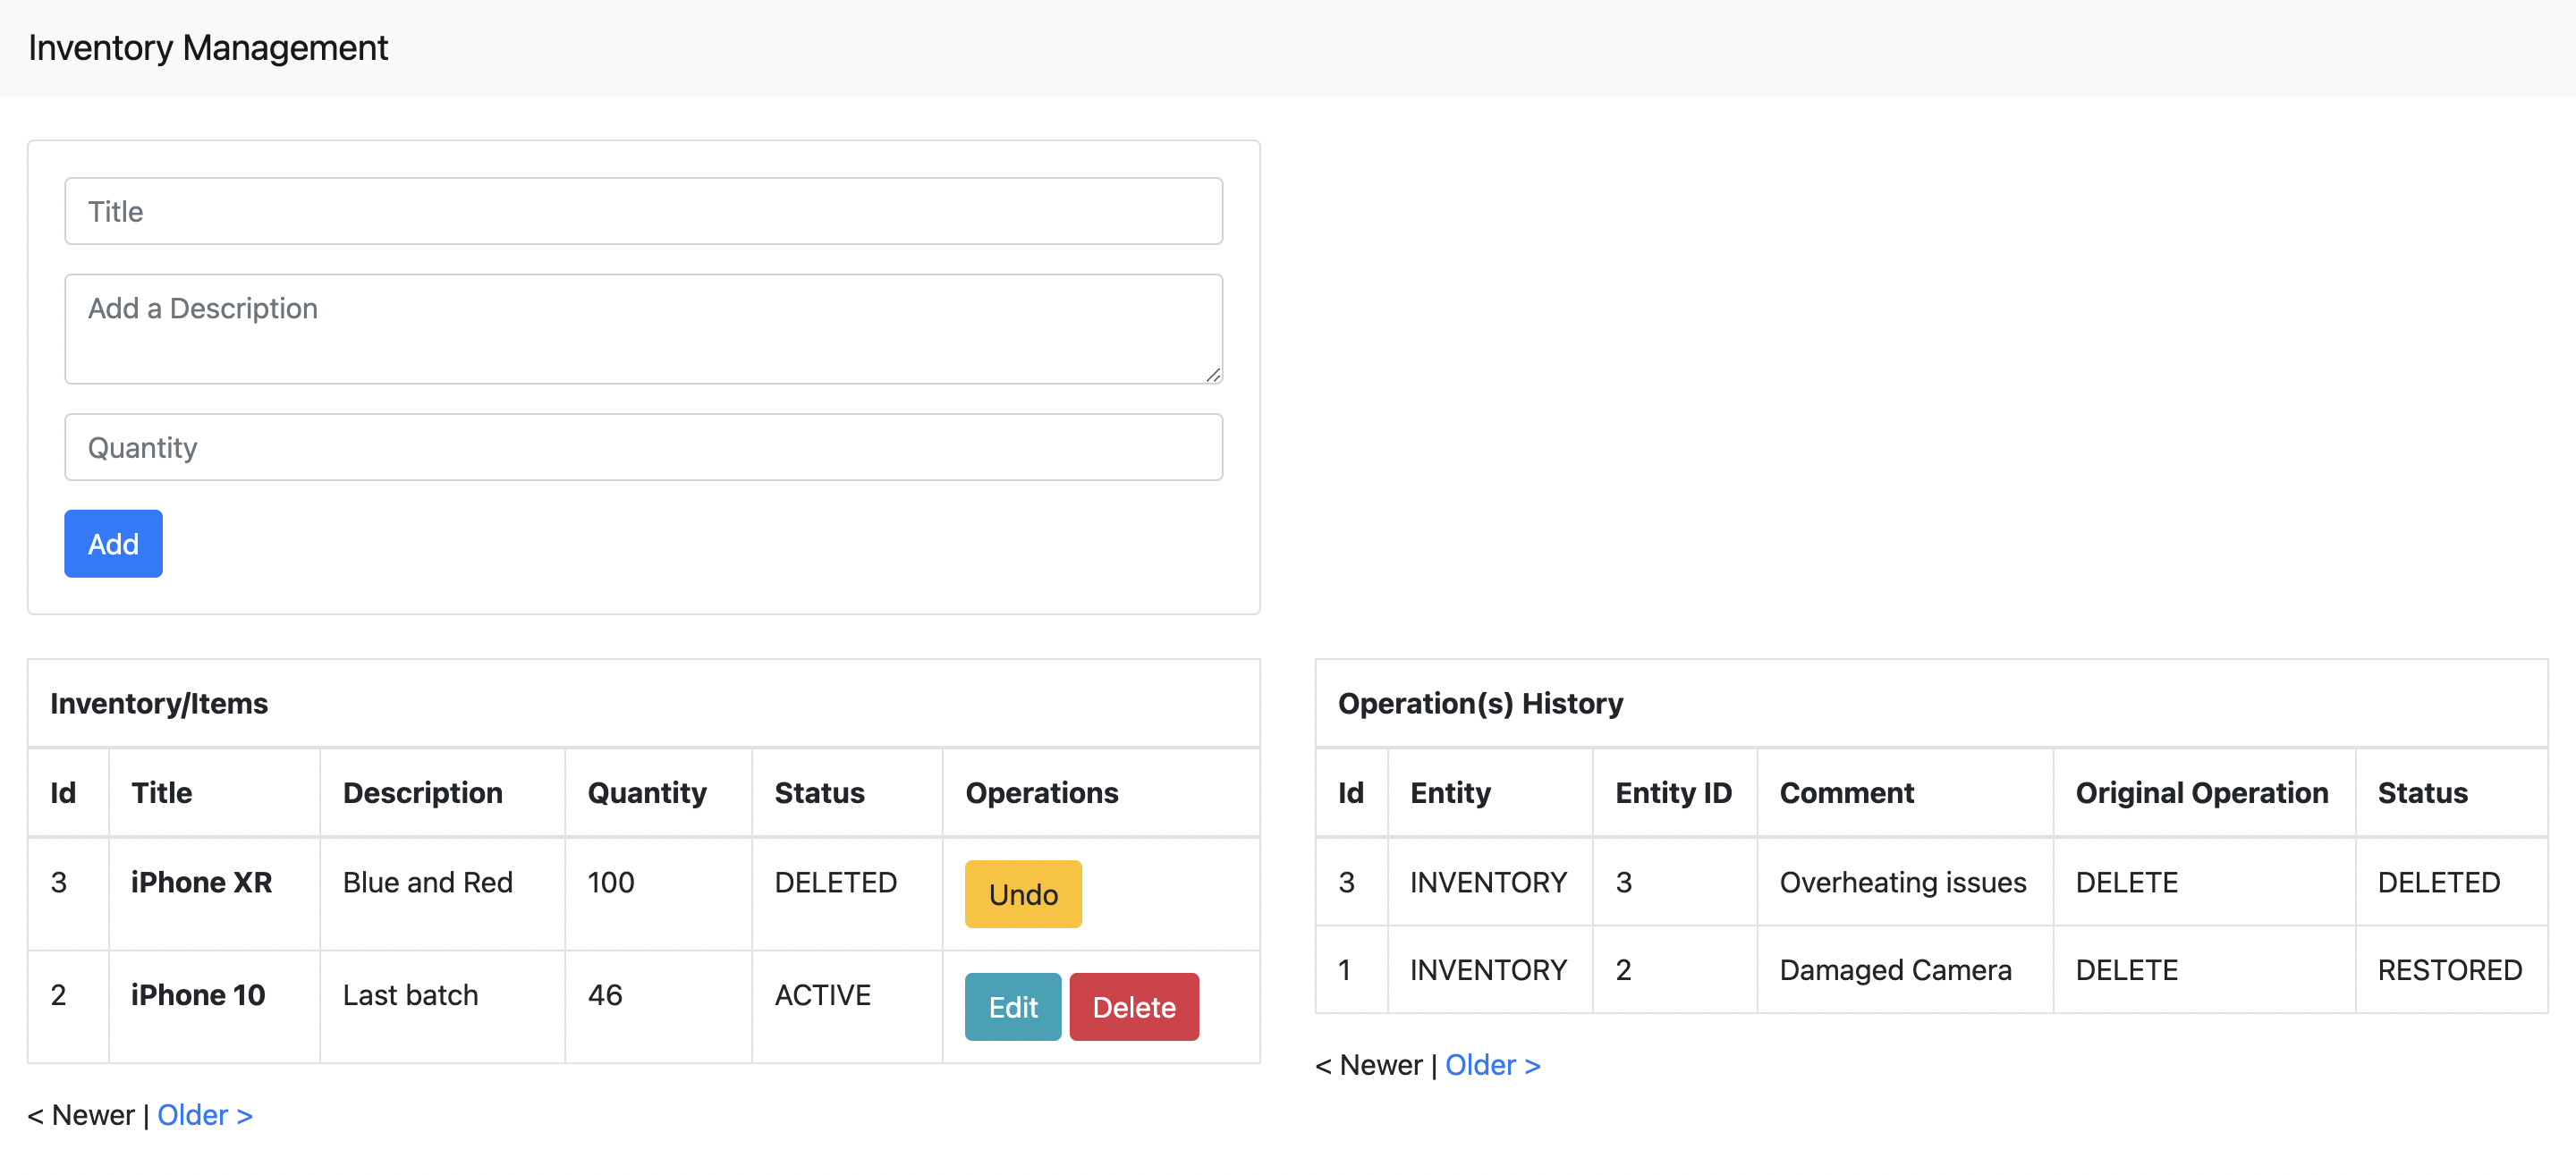 Inventory Management
Title
Add a Description
Quantity
Add
Inventory/Items
Id Title Description Quantity Status Operations
3 iPhone XR Blue and Red 100 DELETED Undo
2 iPhone 10 Last batch 46 ACTIVE Edit Delete
< Newer | Older >
Operation(s) History
Id Entity Entity ID Comment Original Operation Status
3 INVENTORY 3 Overheating issues DELETE DELETED
1 INVENTORY 2 Damaged Camera DELETE RESTORED
< Newer | Older >